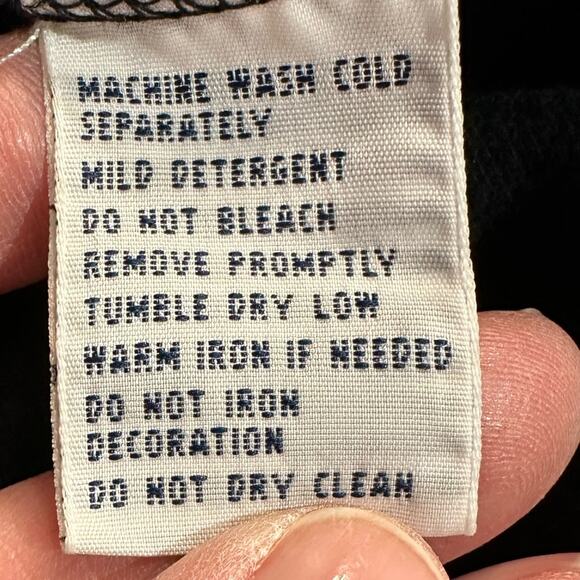 MACHINE WASH COLD
SEPARATELY
MILD DETERGENT
DO NOT BLEACH
REMOVE PROMPTLY
TUMBLE DRY LOW
WARM IRON IF NEEDED
DO NOT IRON
DECORATION
DO NOT DRY CLEAN